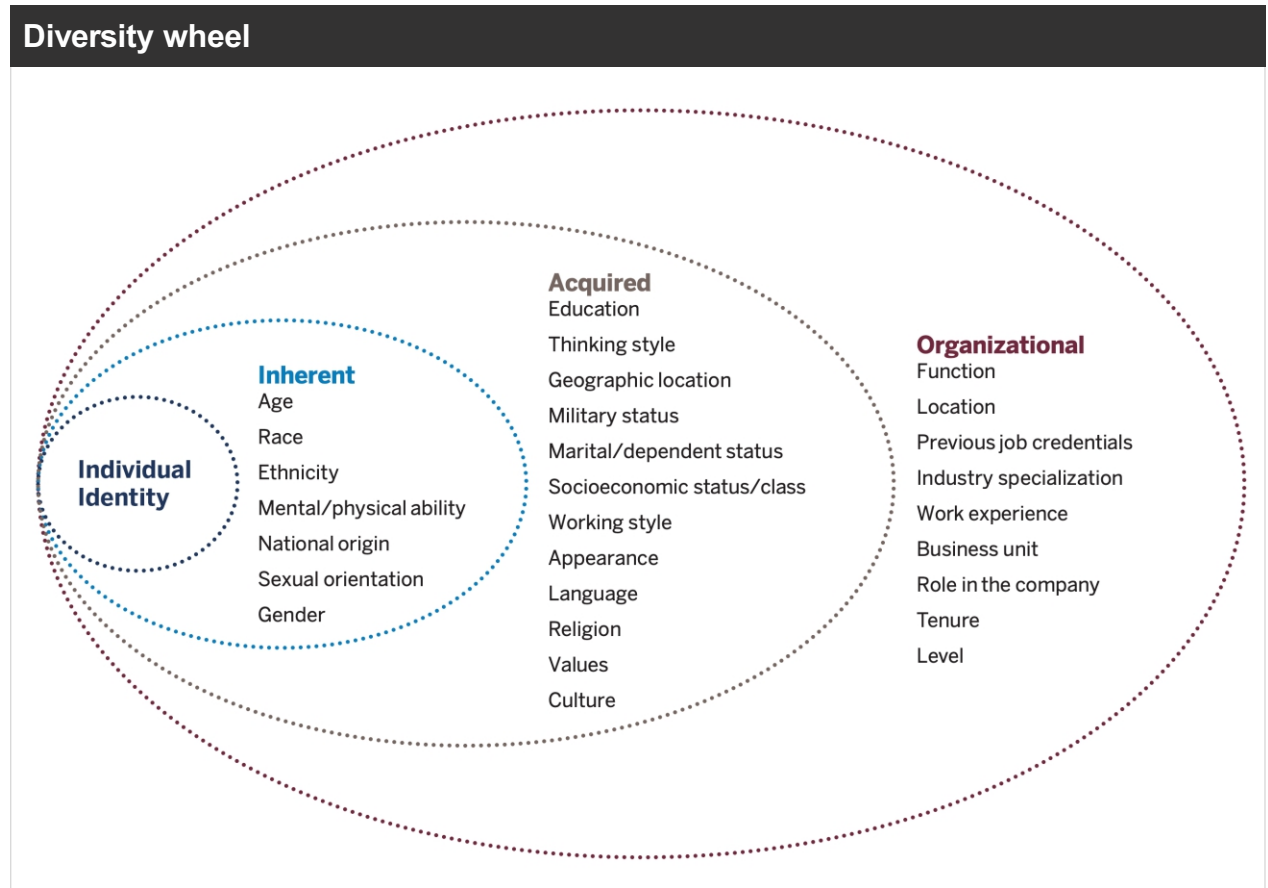 Diversity wheel
Individual
Identity
Inherent
Age
Race
Ethnicity
Mental/physical ability
National origin
Sexual orientation
Gender
Acquired
Education
Thinking style
Geographic location
Military status
Marital/dependent status
Socioeconomic status/class
Working style
Appearance
Language
Religion
Values
Culture
Organizational
Function
Location
Previous job credentials
Industry specialization
Work experience
Business unit
Role in the company
Tenure
Level